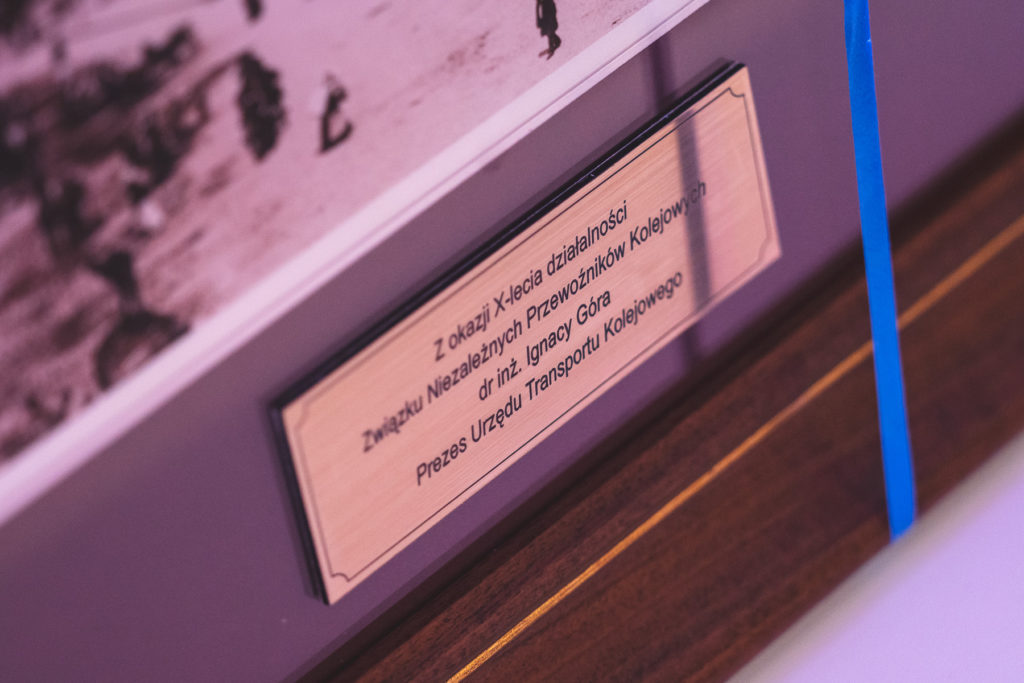 Z okazji X-lecia działalności
Związku Niezależnych Przewoźników Kolejowych
dr inż. Ignacy Góra
Prezes Urzędu Transportu Kolejowego